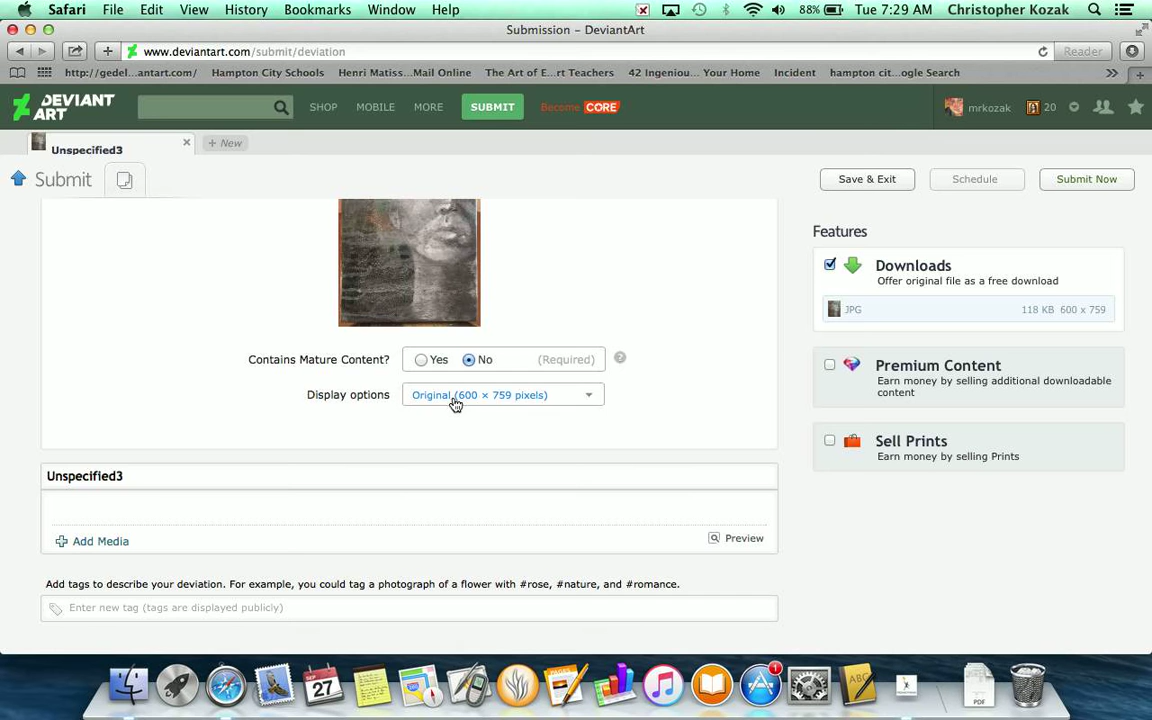 Safari File Edit View History Bookmarks Window Help 88% Tue 7:29 AM Christopher Kozak
Submission – DeviantArt
www.deviantart.com/submit/deviation Reader
http://gedel...antart.com/ Hampton City Schools Henri Matiss...Mail Online The Art of E...rt Teachers 42 Ingeniou... Your Home Incident hampton cit...ogle Search
DEVIANT ART SHOP MOBILE MORE SUBMIT Become CORE mrkozak 20
Unspecified3 + New
Submit Save & Exit Schedule Submit Now
Features
Downloads
Offer original file as a free download
JPG 118 KB 600 x 759
Contains Mature Content? Yes No (Required) ?
Premium Content
Earn money by selling additional downloadable
content
Display options Original (600 × 759 pixels)
Sell Prints
Earn money by selling Prints
Unspecified3
Add Media Preview
Add tags to describe your deviation. For example, you could tag a photograph of a flower with #rose, #nature, and #romance.
Enter new tag (tags are displayed publicly)
SEP
27
PAGES
1
ABC
PDF